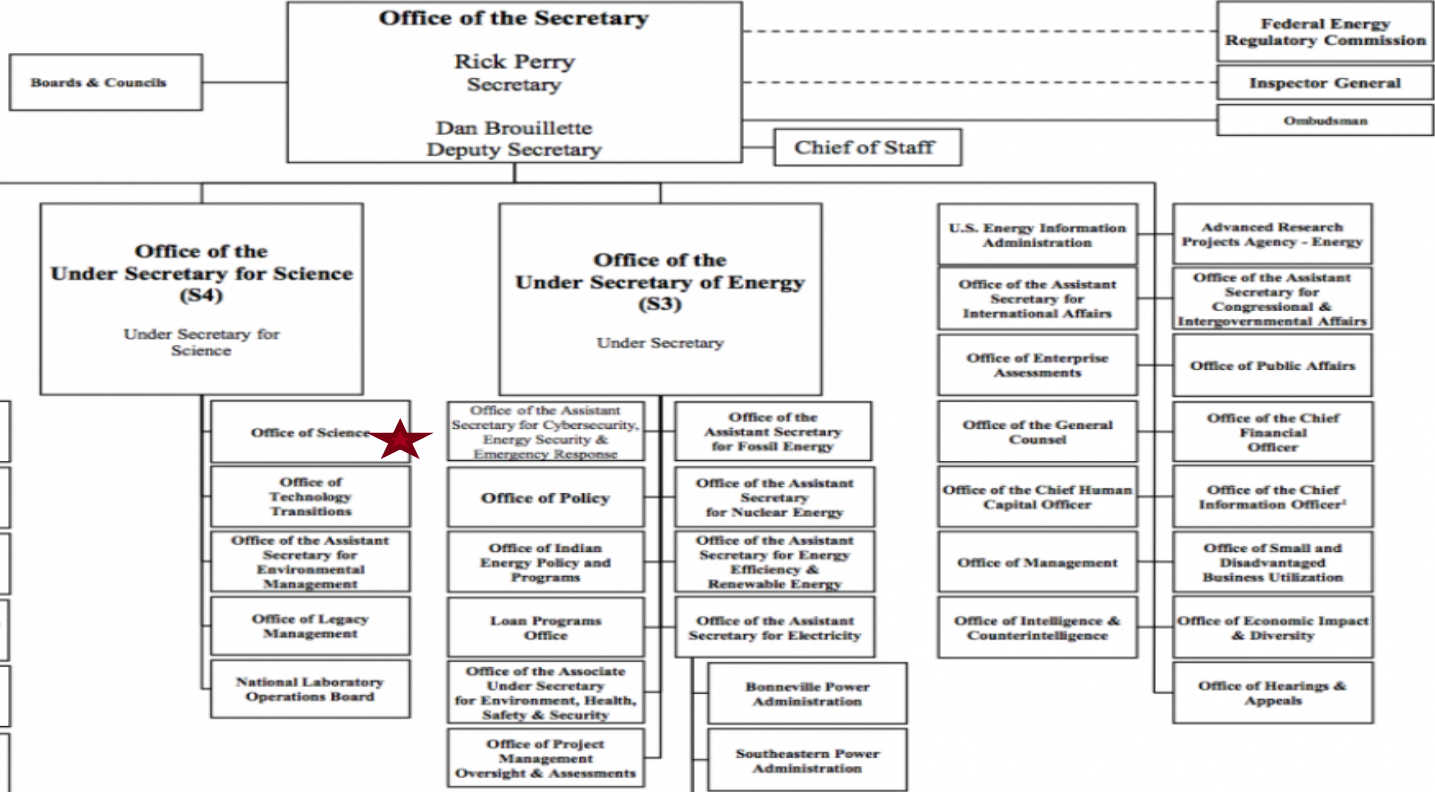 Office of the Secretary
Rick Perry
Secretary
Dan Brouillette
Deputy Secretary
Boards & Councils
Federal Energy
Regulatory Commission
Inspector General
Ombudsman
Chief of Staff
Office of the
Under Secretary for Science
(S4)
Under Secretary for
Science
Office of Science
Office of
Technology
Transitions
Office of the Assistant
Secretary for
Environmental
Management
Office of Legacy
Management
National Laboratory
Operations Board
Office of the
Under Secretary of Energy
(S3)
Under Secretary
Office of the Assistant
Secretary for Cybersecurity,
Energy Security &
Emergency Response
Office of the
Assistant Secretary
for Fossil Energy
Office of Policy
Office of the Assistant
Secretary
for Nuclear Energy
Office of Indian
Energy Policy and
Programs
Office of the Assistant
Secretary for Energy
Efficiency &
Renewable Energy
Loan Programs
Office
Office of the Assistant
Secretary for Electricity
Office of the Associate
Under Secretary
for Environment, Health,
Safety & Security
Bonneville Power
Administration
Office of Project
Management
Oversight & Assessments
Southeastern Power
Administration
U.S. Energy Information
Administration
Advanced Research
Projects Agency - Energy
Office of the Assistant
Secretary for
International Affairs
Office of the Assistant
Secretary for
Congressional &
Intergovernmental Affairs
Office of Enterprise
Assessments
Office of Public Affairs
Office of the General
Counsel
Office of the Chief
Financial
Officer
Office of the Chief Human
Capital Officer
Office of the Chief
Information Officer¹
Office of Management
Office of Small and
Disadvantaged
Business Utilization
Office of Intelligence &
Counterintelligence
Office of Economic Impact
& Diversity
Office of Hearings &
Appeals